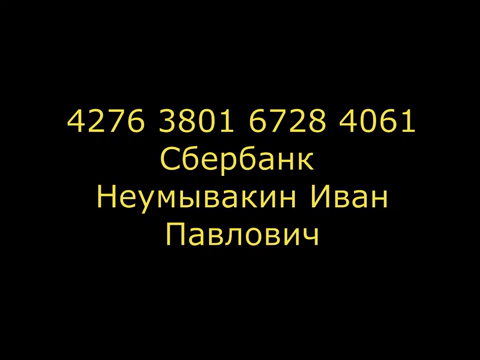 4276 3801 6728 4061
Сбербанк
Неумывакин Иван
Павлович